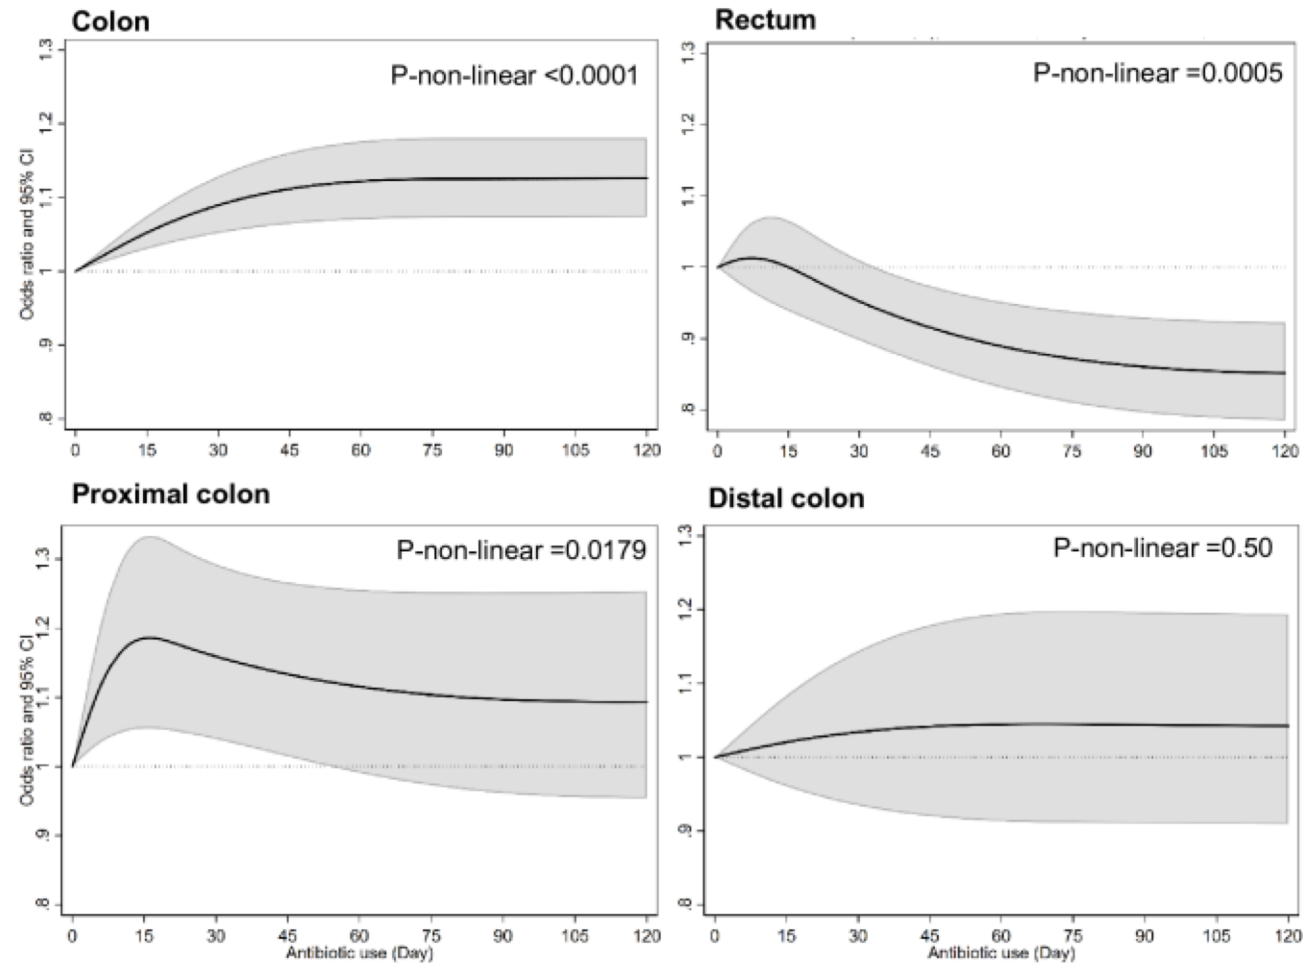 Colon
P-non-linear <0.0001
Odds ratio and 95% CI
1.3
1.2
1.1
1
.9
.8
0 15 30 45 60 75 90 105 120
Rectum
P-non-linear =0.0005
1.3
1.2
1.1
1
.9
.8
0 15 30 45 60 75 90 105 120
Proximal colon
P-non-linear =0.0179
Odds ratio and 95% CI
1.3
1.2
1.1
1
.9
.8
0 15 30 45 60 75 90 105 120
Antibiotic use (Day)
Distal colon
P-non-linear =0.50
1.3
1.2
1.1
1
.9
.8
0 15 30 45 60 75 90 105 120
Antibiotic use (Day)